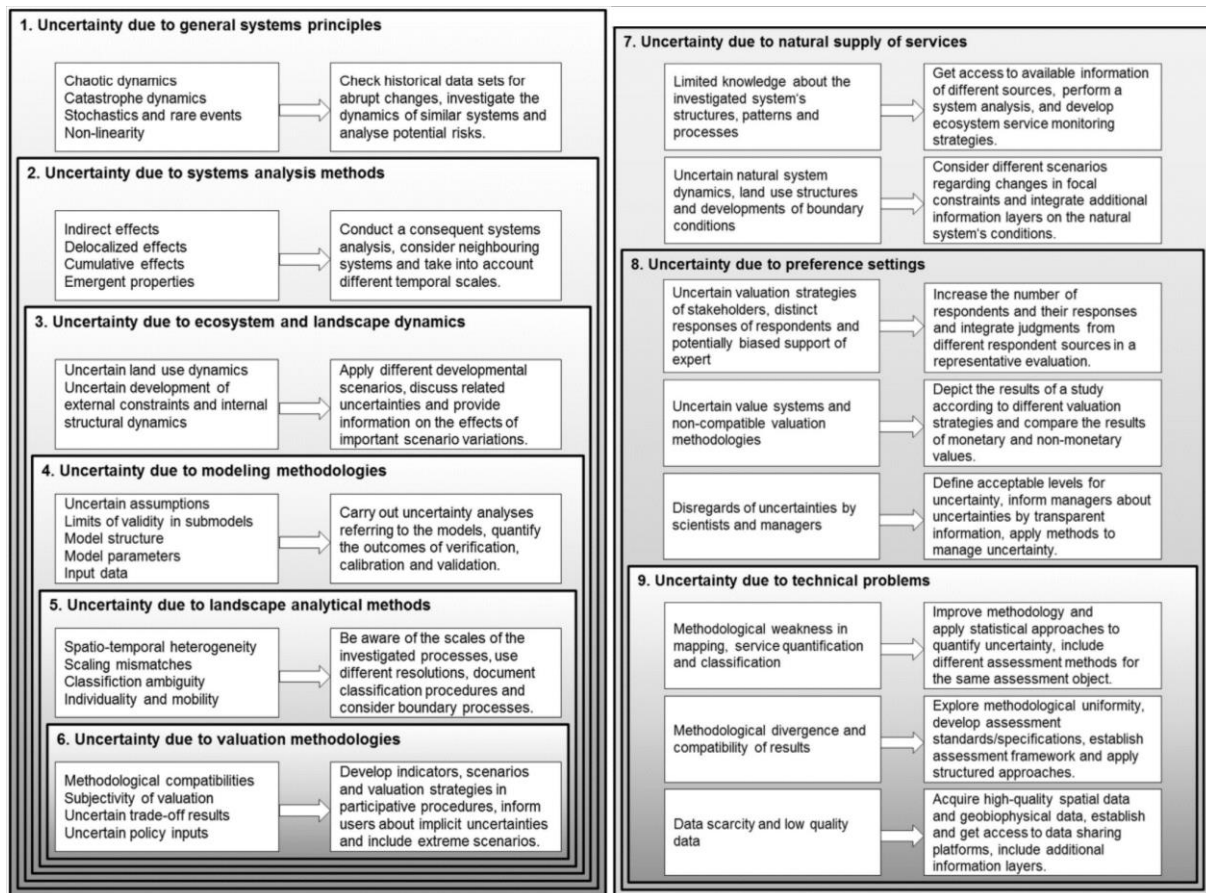 1. Uncertainty due to general systems principles
Chaotic dynamics
Catastrophe dynamics
Stochastics and rare events
Non-linearity
Check historical data sets for
abrupt changes, investigate the
dynamics of similar systems and
analyse potential risks.
2. Uncertainty due to systems analysis methods
Indirect effects
Delocalized effects
Cumulative effects
Emergent properties
Conduct a consequent systems
analysis, consider neighbouring
systems and take into account
different temporal scales.
3. Uncertainty due to ecosystem and landscape dynamics
Uncertain land use dynamics
Uncertain development of
external constraints and internal
structural dynamics
Apply different developmental
scenarios, discuss related
uncertainties and provide
information on the effects of
important scenario variations.
4. Uncertainty due to modeling methodologies
Uncertain assumptions
Limits of validity in submodels
Model structure
Model parameters
Input data
Carry out uncertainty analyses
referring to the models, quantify
the outcomes of verification,
calibration and validation.
5. Uncertainty due to landscape analytical methods
Spatio-temporal heterogeneity
Scaling mismatches
Classifiction ambiguity
Individuality and mobility
Be aware of the scales of the
investigated processes, use
different resolutions, document
classification procedures and
consider boundary processes.
6. Uncertainty due to valuation methodologies
Methodological compatibilities
Subjectivity of valuation
Uncertain trade-off results
Uncertain policy inputs
Develop indicators, scenarios
and valuation strategies in
participative procedures, inform
users about implicit uncertainties
and include extreme scenarios.
7. Uncertainty due to natural supply of services
Limited knowledge about the
investigated system's
structures, patterns and
processes
Get access to available information
of different sources, perform a
system analysis, and develop
ecosystem service monitoring
strategies.
Uncertain natural system
dynamics, land use structures
and developments of boundary
conditions
Consider different scenarios
regarding changes in focal
constraints and integrate additional
information layers on the natural
system's conditions.
8. Uncertainty due to preference settings
Uncertain valuation strategies
of stakeholders, distinct
responses of respondents and
potentially biased support of
expert
Increase the number of
respondents and their responses
and integrate judgments from
different respondent sources in a
representative evaluation.
Uncertain value systems and
non-compatible valuation
methodologies
Depict the results of a study
according to different valuation
strategies and compare the results
of monetary and non-monetary
values.
Disregards of uncertainties by
scientists and managers
Define acceptable levels for
uncertainty, inform managers about
uncertainties by transparent
information, apply methods to
manage uncertainty.
9. Uncertainty due to technical problems
Methodological weakness in
mapping, service quantification
and classification
Improve methodology and
apply statistical approaches to
quantify uncertainty, include
different assessment methods for
the same assessment object.
Methodological divergence and
compatibility of results
Explore methodological uniformity,
develop assessment
standards/specifications, establish
assessment framework and apply
structured approaches.
Data scarcity and low quality
data
Acquire high-quality spatial data
and geobiophysical data, establish
and get access to data sharing
platforms, include additional
information layers.